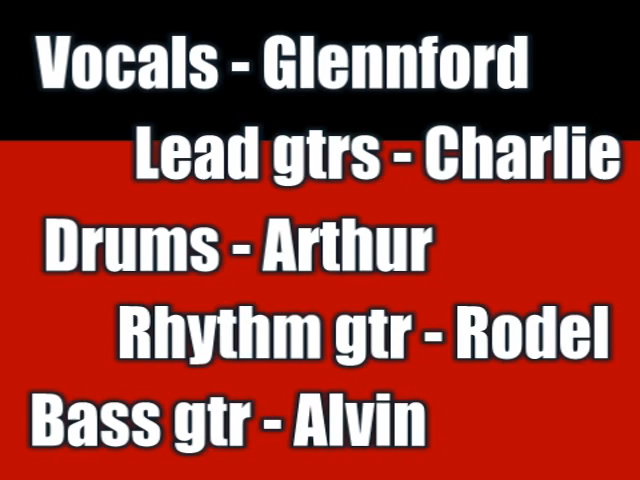 Vocals - Glennford
Lead gtrs - Charlie
Drums - Arthur
Rhythm gtr - Rodel
Bass gtr - Alvin